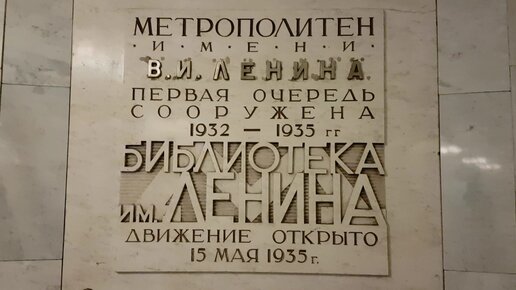 МЕТРОПОЛИТЕН
ИМЕНИ
В.И. ЛЕНИНА
ПЕРВАЯ ОЧЕРЕДЬ
СООРУЖЕНА
1932 — 1935 гг
БИБЛИОТЕКА
ИМ. ЛЕНИНА
ДВИЖЕНИЕ ОТКРЫТО
15 МАЯ 1935 г.